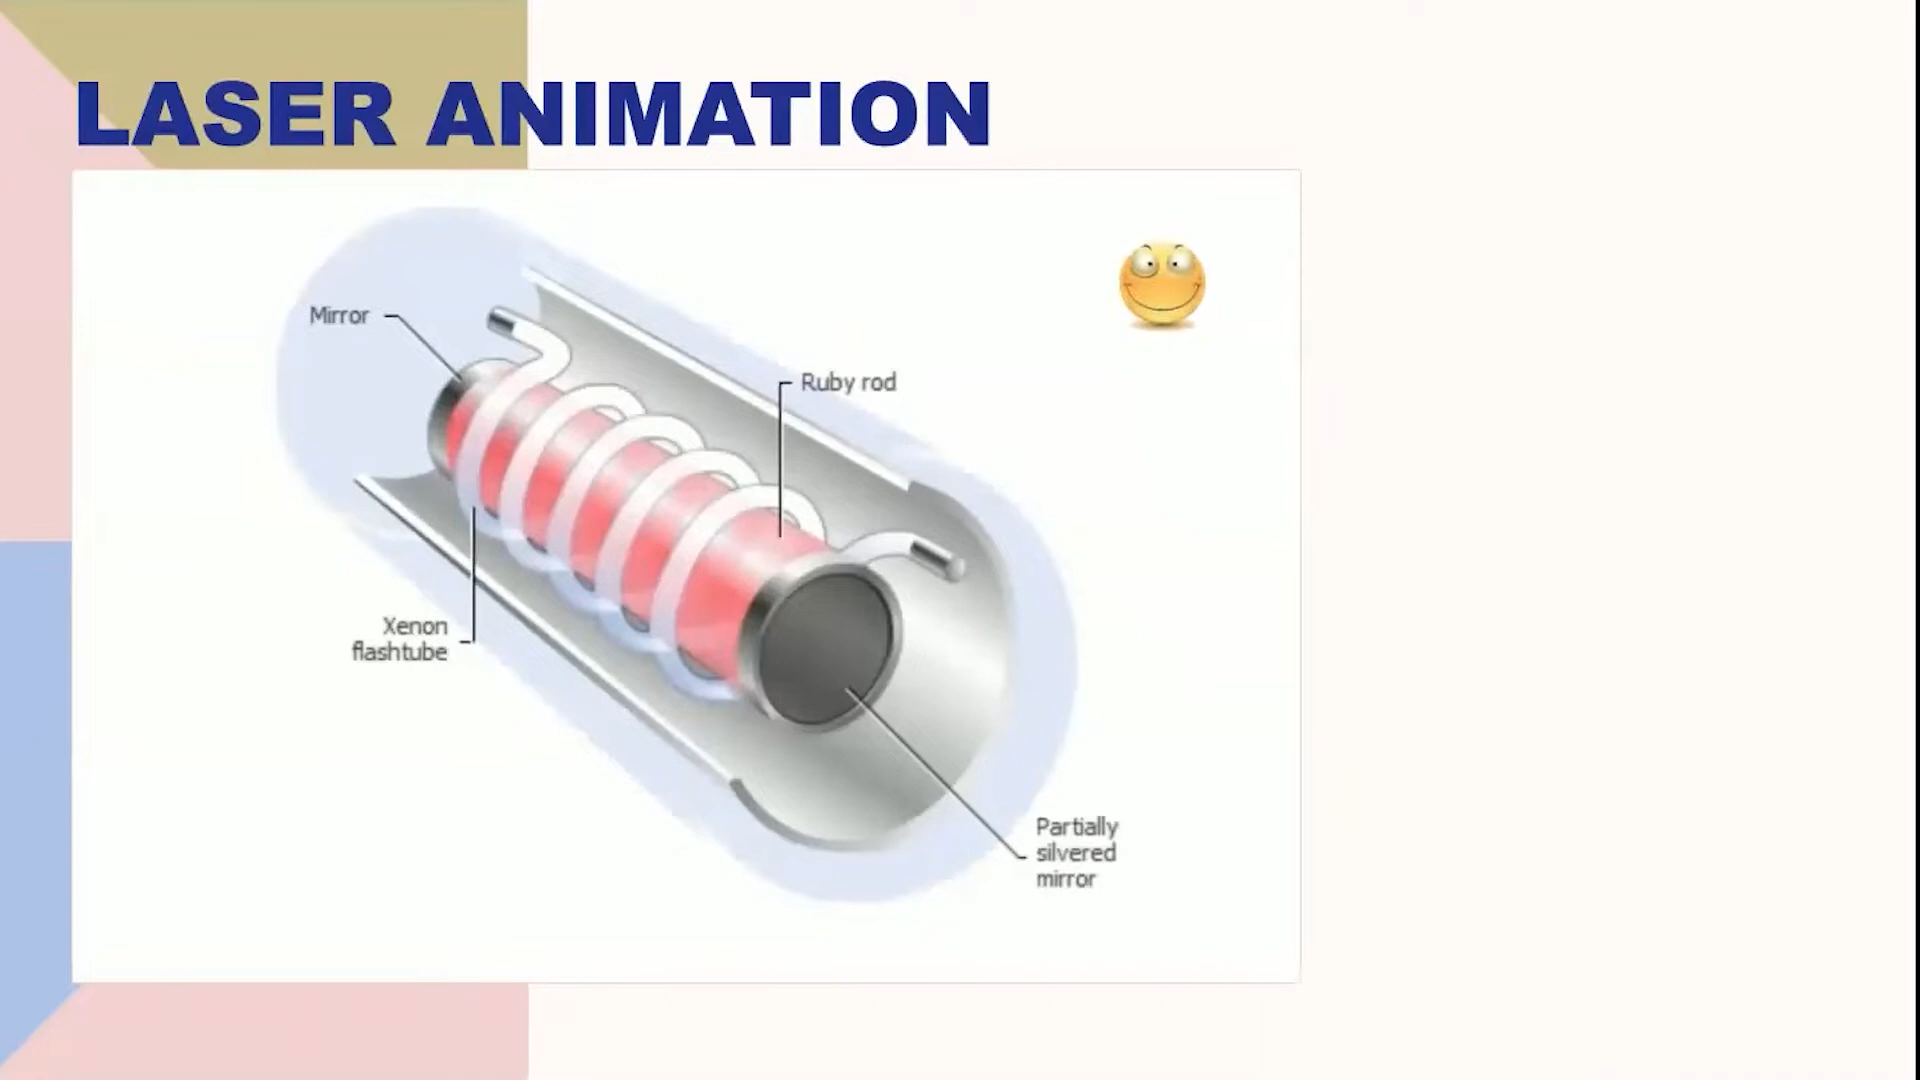 LASER ANIMATION
Mirror
Ruby rod
Xenon
flashtube
Partially
silvered
mirror